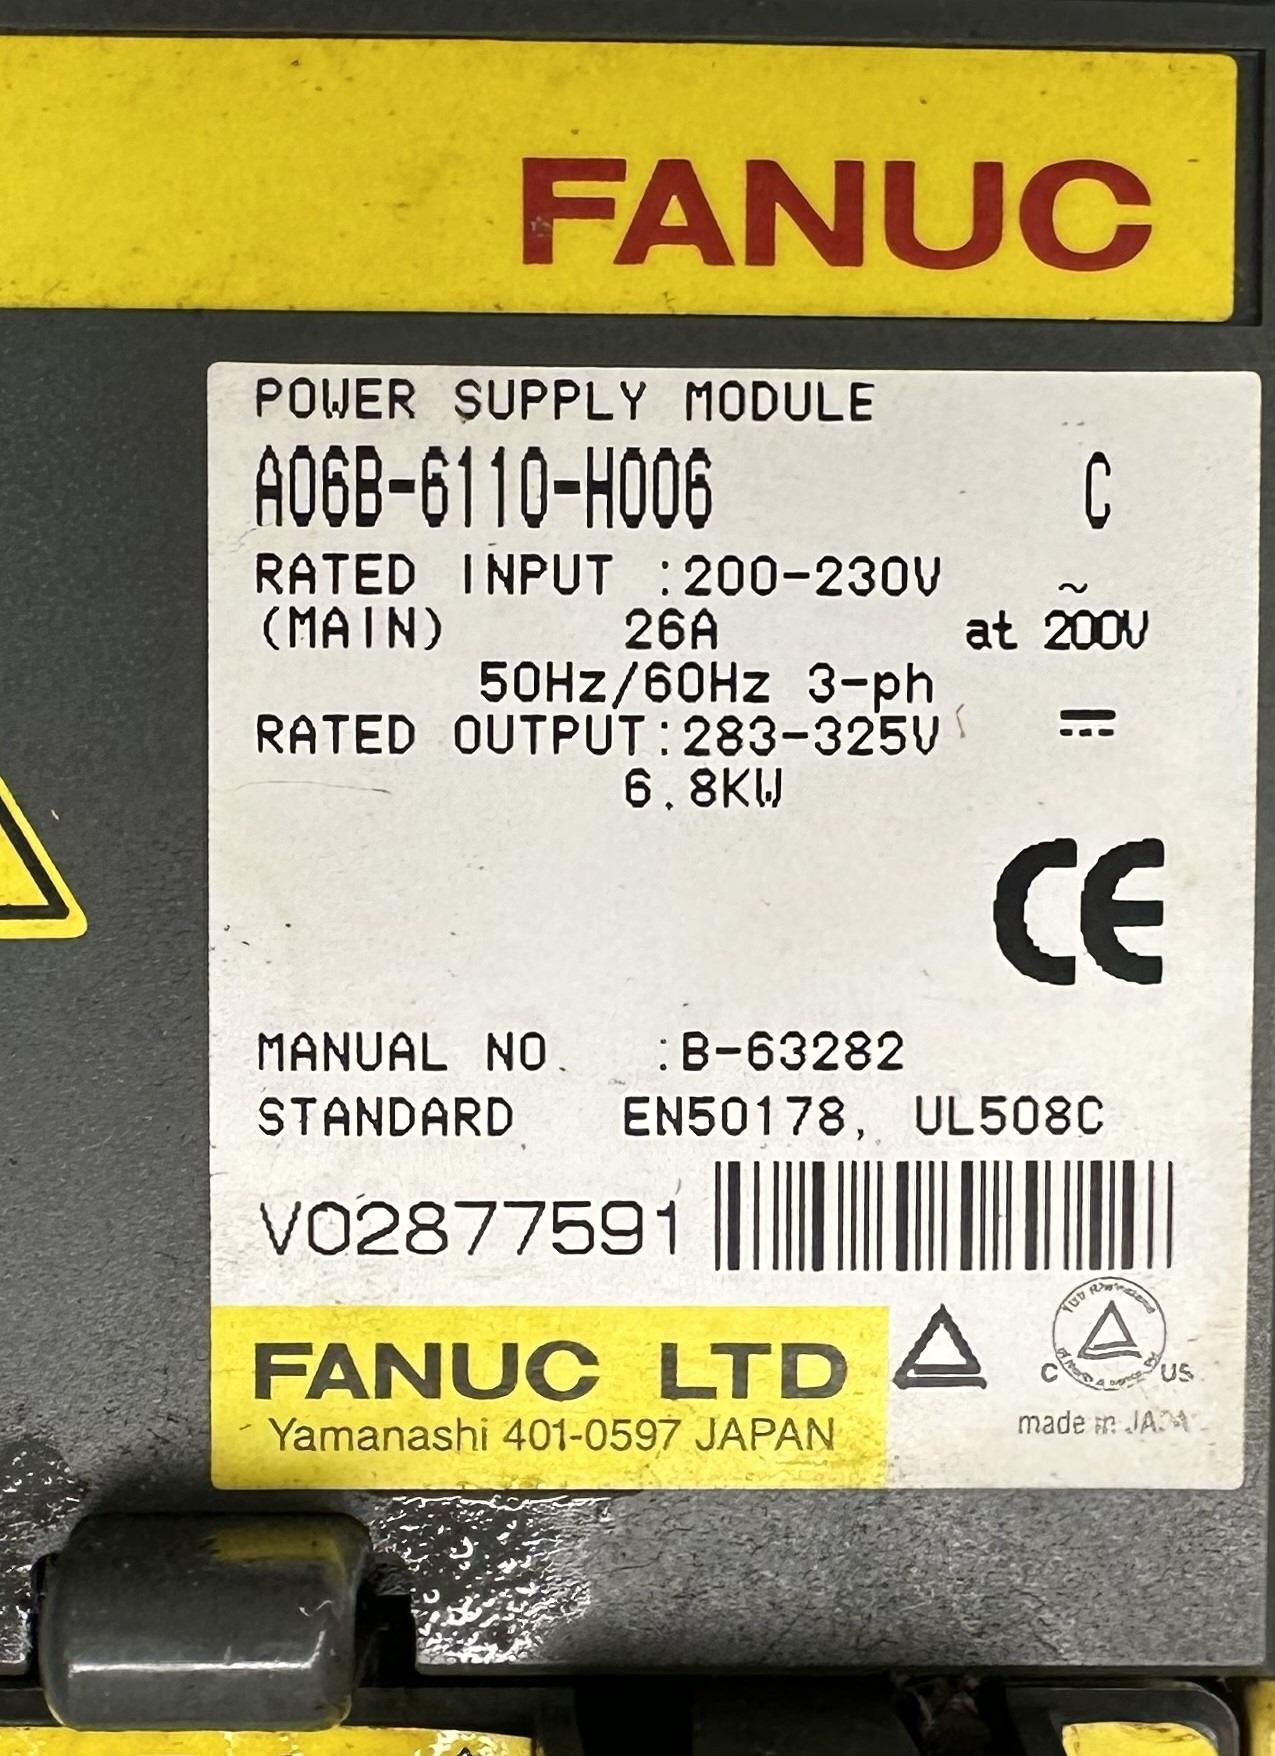 FANUC
POWER SUPPLY MODULE
A06B-6110-H006 C
RATED INPUT :200-230V ~
(MAIN) 26A at 200V
50Hz/60Hz 3-ph
RATED OUTPUT:283-325V
6.8KW
CE
MANUAL NO. :B-63282
STANDARD EN50178, UL508C
V02877591
FANUC LTD
Yamanashi 401-0597 JAPAN
C US
made in JAPAN